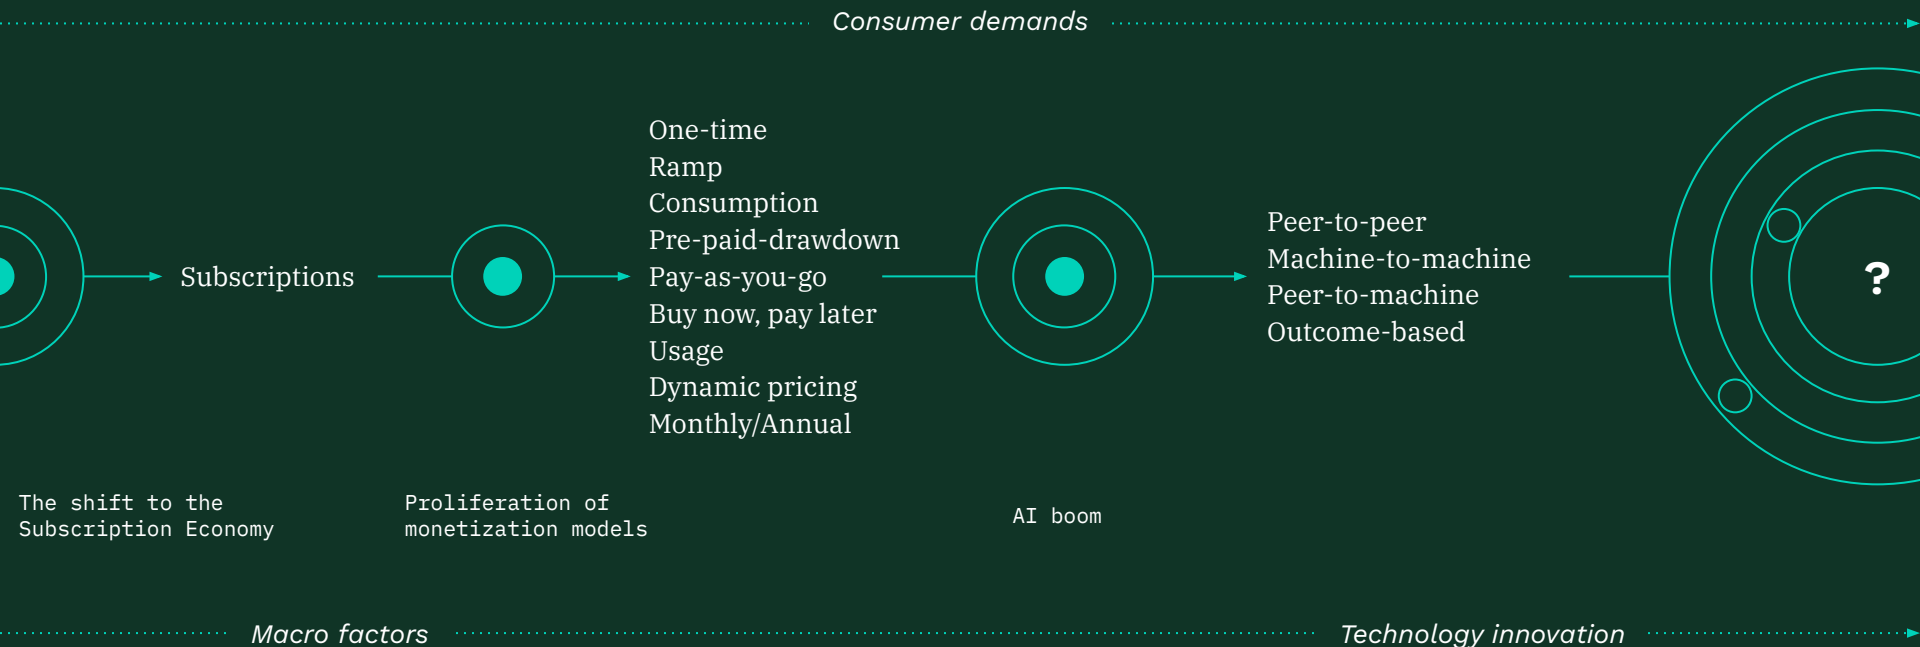 Consumer demands
Subscriptions
One-time
Ramp
Consumption
Pre-paid-drawdown
Pay-as-you-go
Buy now, pay later
Usage
Dynamic pricing
Monthly/Annual
Peer-to-peer
Machine-to-machine
Peer-to-machine
Outcome-based
?
The shift to the
Subscription Economy
Proliferation of
monetization models
AI boom
Macro factors
Technology innovation